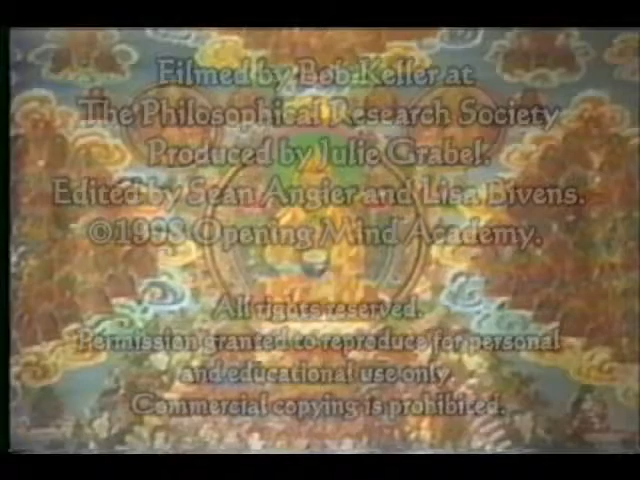 Filmed by Bob Keller at
The Philosophical Research Society
Produced by Julie Grabel.
Edited by Sean Angier and Lisa Bivens.
©1998 Opening Mind Academy.
All rights reserved.
Permission granted to reproduce for personal
and educational use only.
Commercial copying is prohibited.